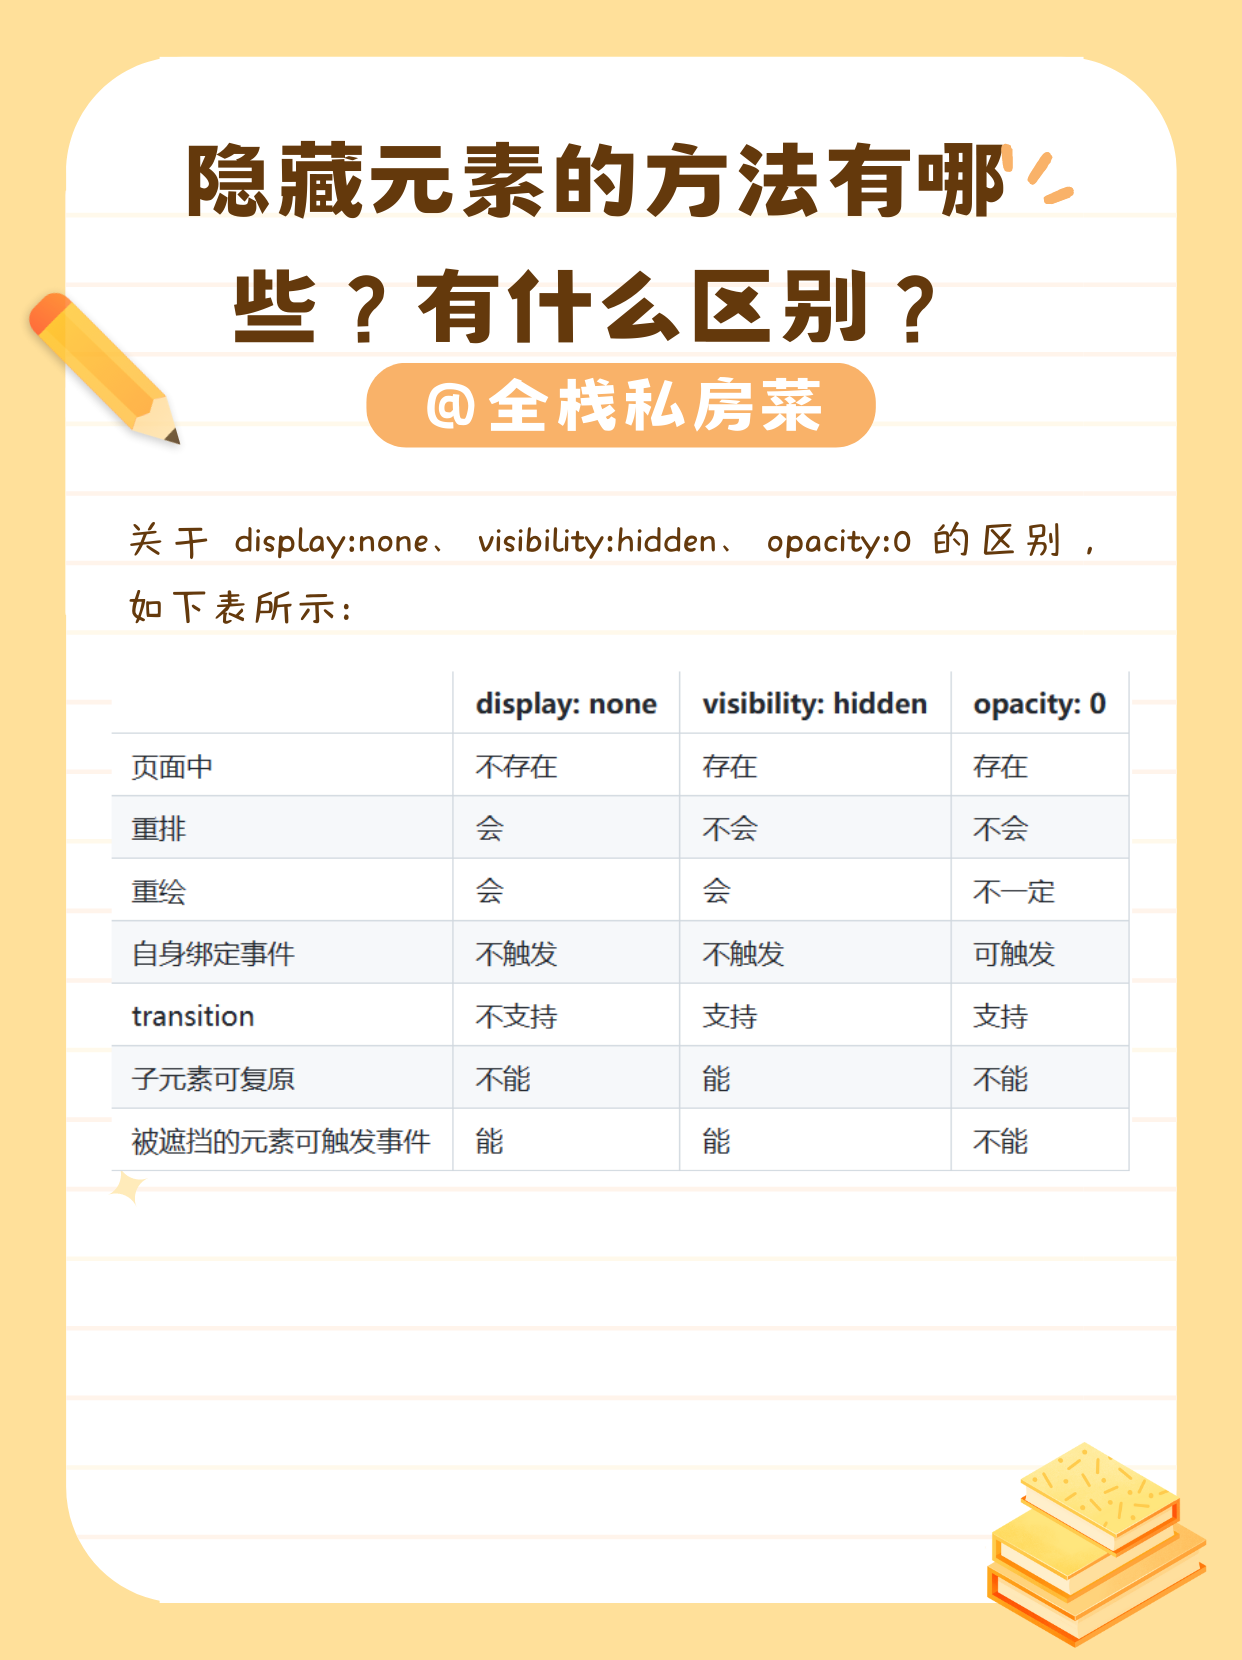 隐藏元素的方法有哪
些？有什么区别？
@全栈私房菜
关于 display:none、 visibility:hidden、 opacity:0 的区别，
如下表所示：
display: none visibility: hidden opacity: 0
页面中 不存在 存在 存在
重排 会 不会 不会
重绘 会 会 不一定
自身绑定事件 不触发 不触发 可触发
transition 不支持 支持 支持
子元素可复原 不能 能 不能
被遮挡的元素可触发事件 能 能 不能